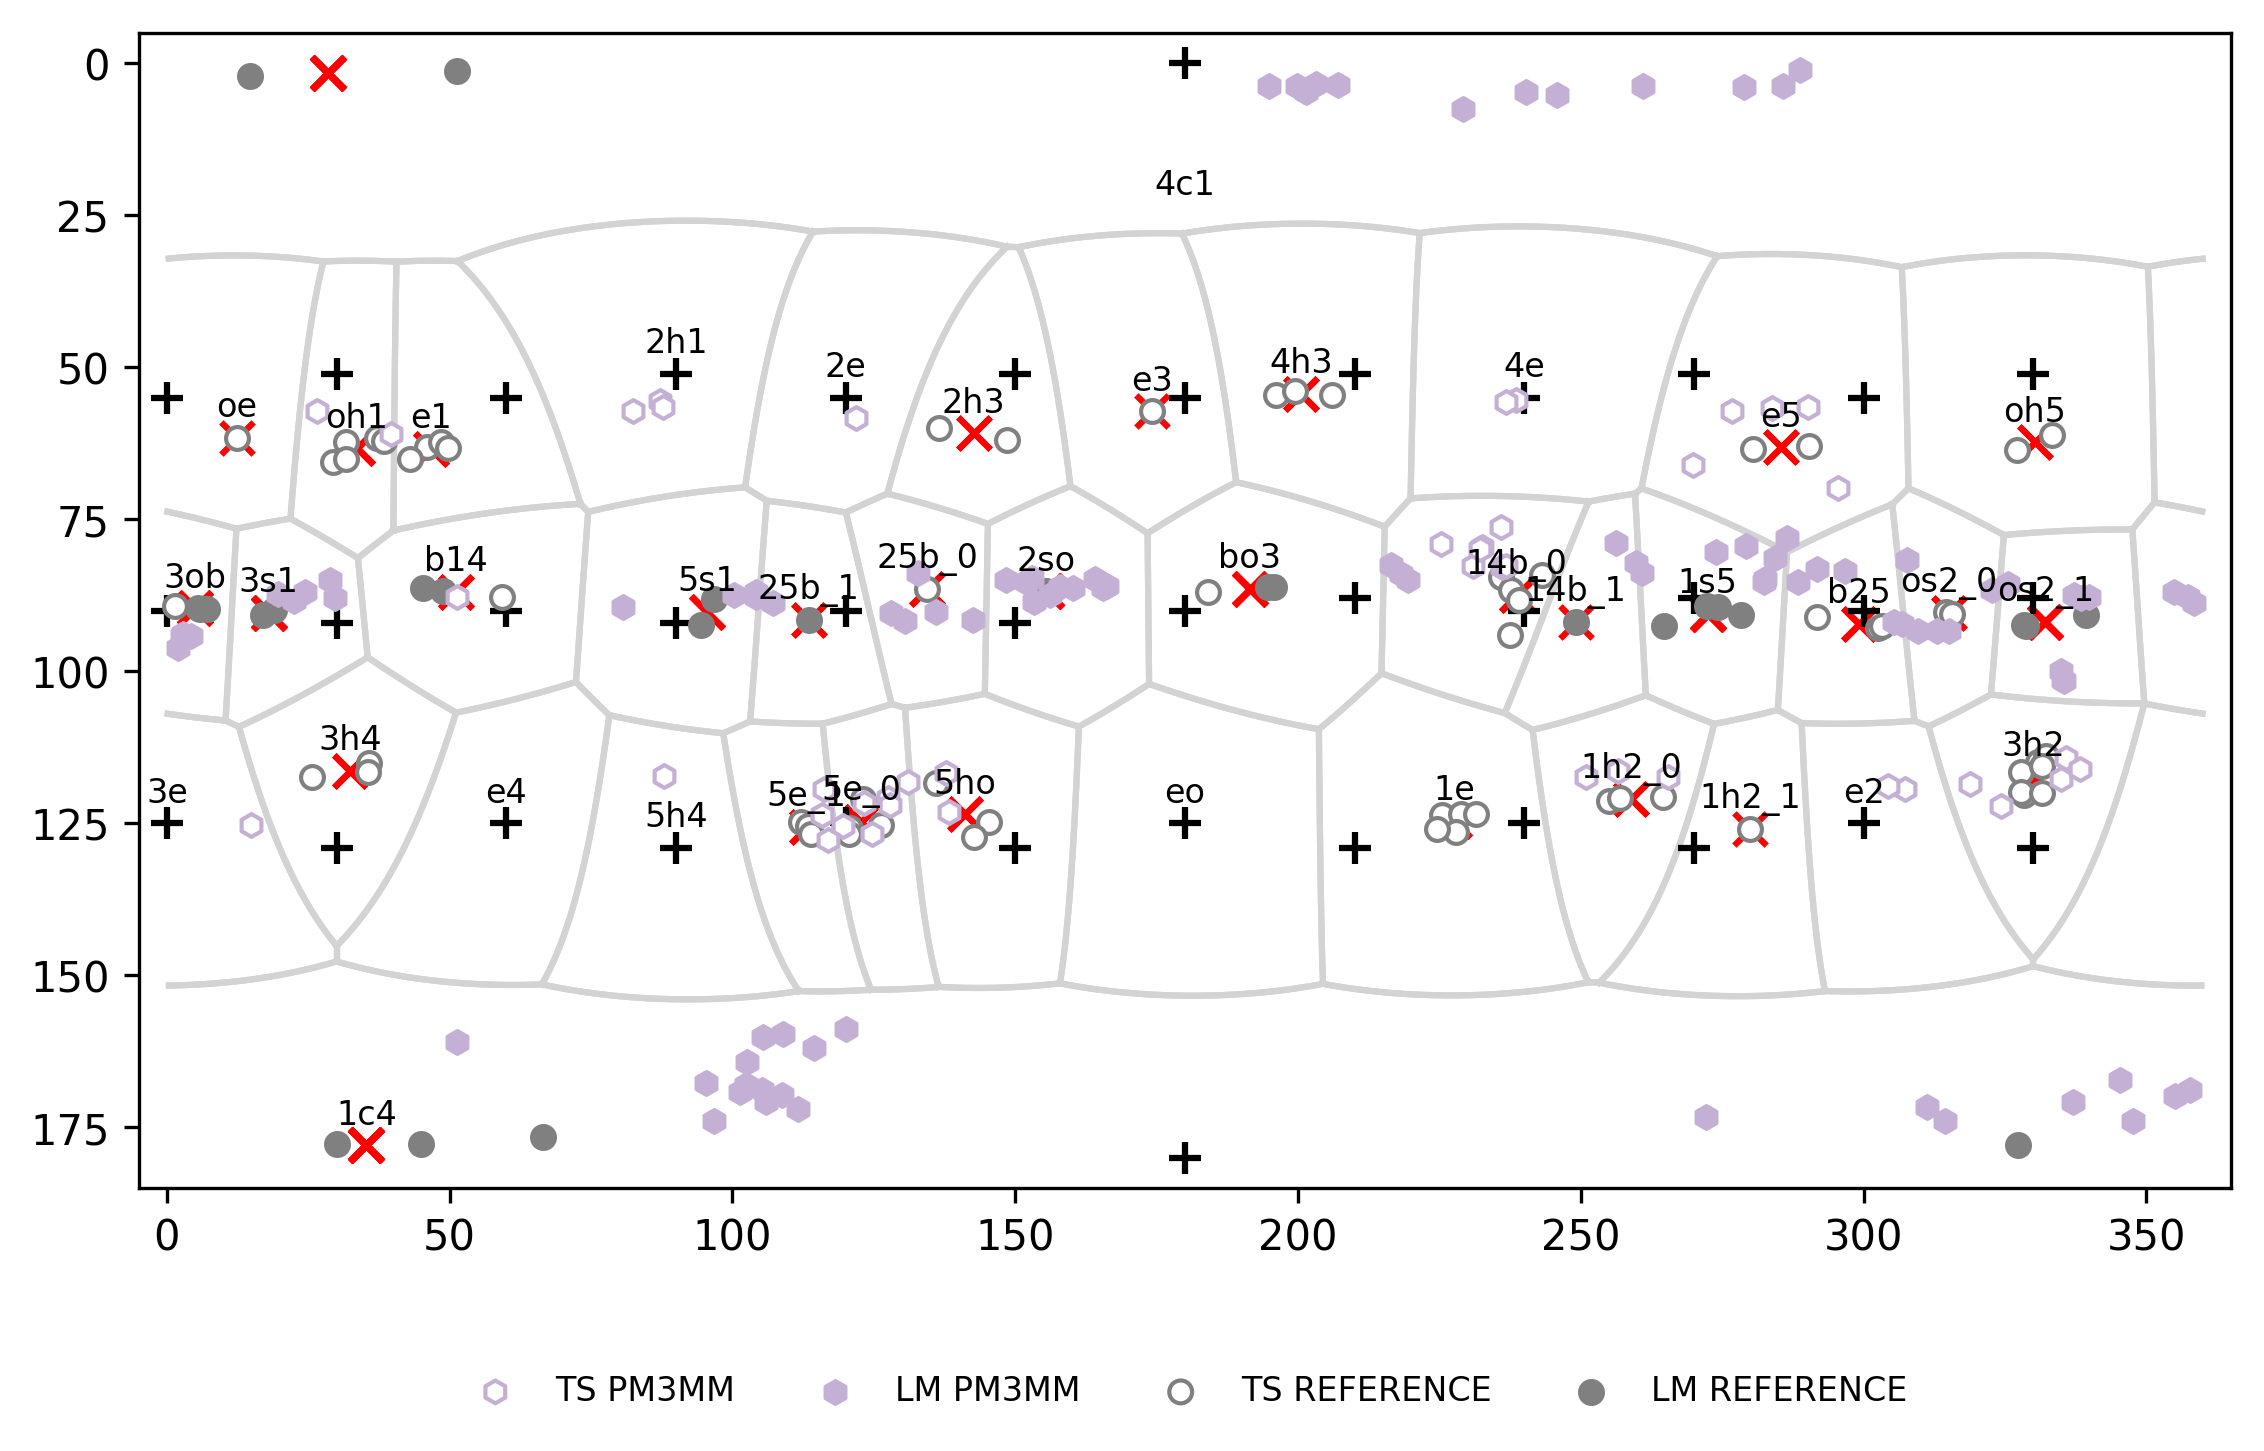 0
25
50
75
100
125
150
175
4c1
2h1
2e
4e
4h3
e3
2h3
oe
oh1
e1
e5
oh5
3ob
3s1
b14
5s1
25b_1
25b_0
2so
bo3
14b_0
14b_1
1s5
b25
os2_0
os2_1
3h4
3h2
3e
e4
5h4
5e_1
5e_0
5ho
eo
1e
1h2_0
1h2_1
e2
1c4
0 50 100 150 200 250 300 350
TS PM3MM LM PM3MM TS REFERENCE LM REFERENCE